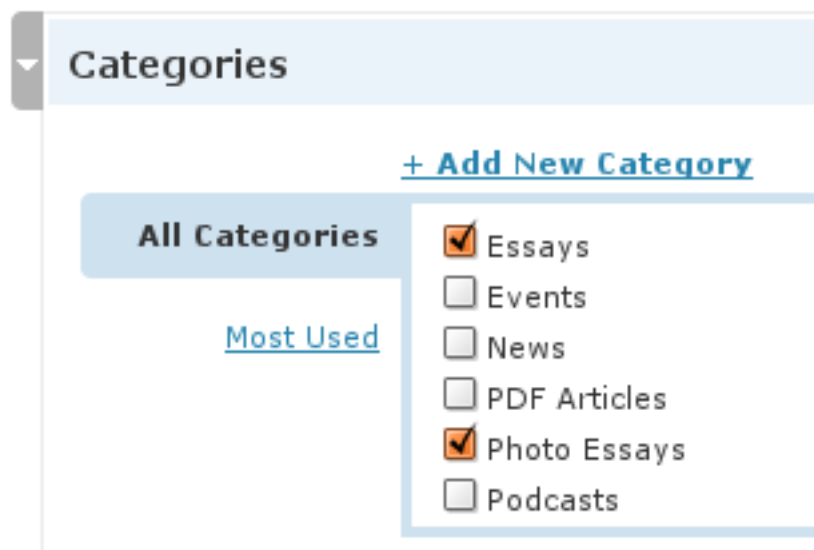 Categories
+ Add New Category
All Categories
Most Used
Essays
Events
News
PDF Articles
Photo Essays
Podcasts